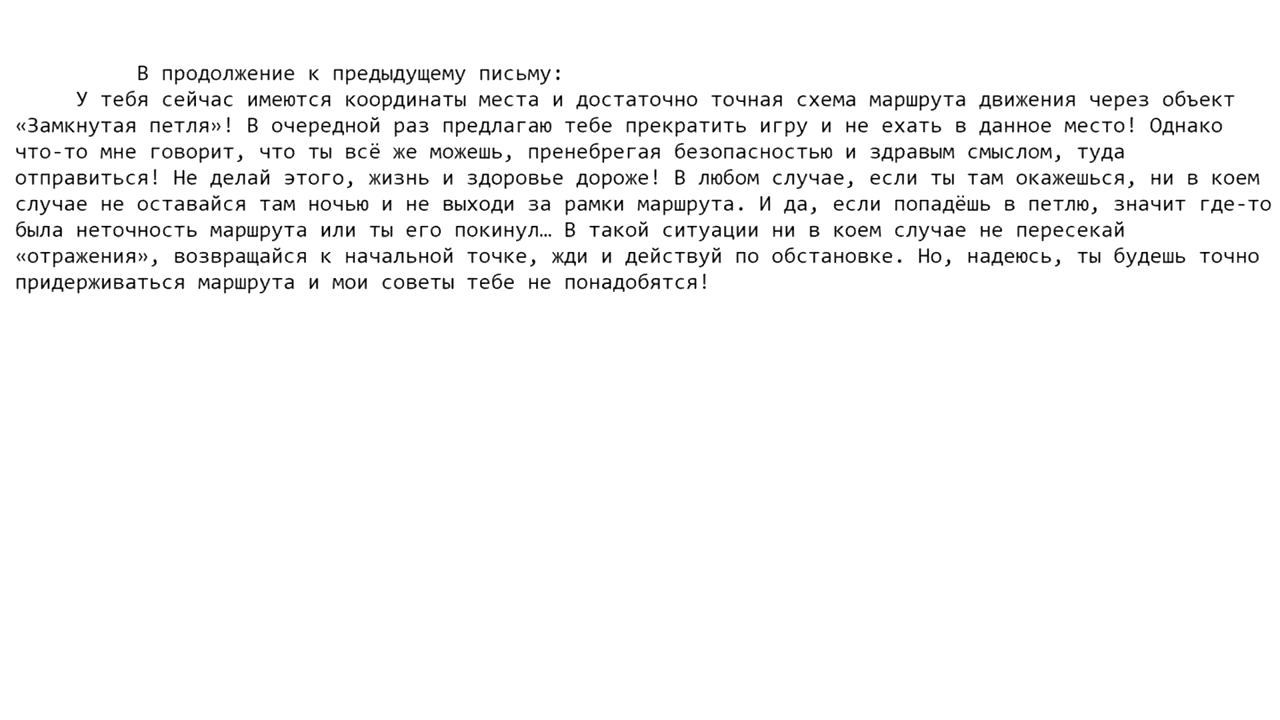 В продолжение к предыдущему письму:
У тебя сейчас имеются координаты места и достаточно точная схема маршрута движения через объект
«Замкнутая петля»! В очередной раз предлагаю тебе прекратить игру и не ехать в данное место! Однако
что-то мне говорит, что ты всё же можешь, пренебрегая безопасностью и здравым смыслом, туда
отправиться! Не делай этого, жизнь и здоровье дороже! В любом случае, если ты там окажешься, ни в коем
случае не оставайся там ночью и не выходи за рамки маршрута. И да, если попадёшь в петлю, значит где-то
была неточность маршрута или ты его покинул… В такой ситуации ни в коем случае не пересекай
«отражения», возвращайся к начальной точке, жди и действуй по обстановке. Но, надеюсь, ты будешь точно
придерживаться маршрута и мои советы тебе не понадобятся!